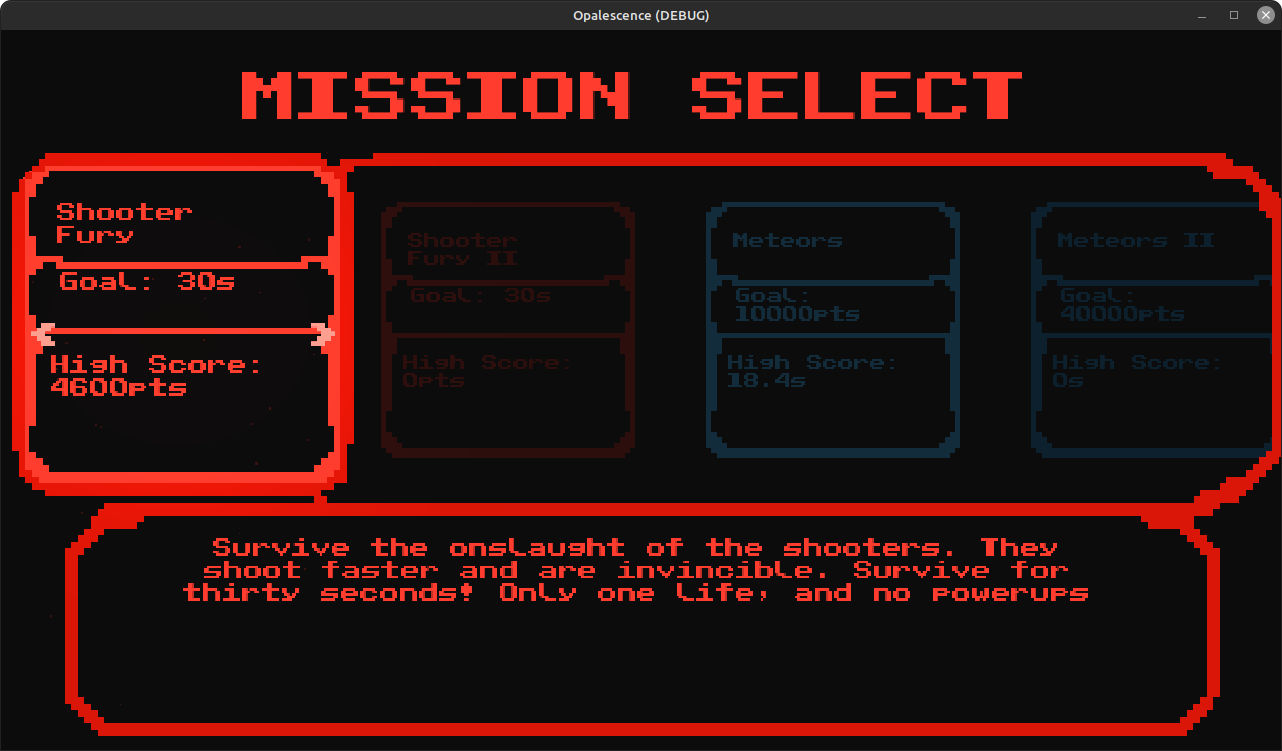 Opalescence (DEBUG)
MISSION SELECT
Shooter
Fury
Goal: 30s
High Score:
4600pts
Shooter
Fury II
Goal: 30s
High Score:
0pts
Meteors
Goal:
10000pts
High Score:
18.4s
Meteors II
Goal:
40000pts
High Score:
0s
Survive the onslaught of the shooters. They
shoot faster and are invincible. Survive for
thirty seconds! Only one life, and no powerups